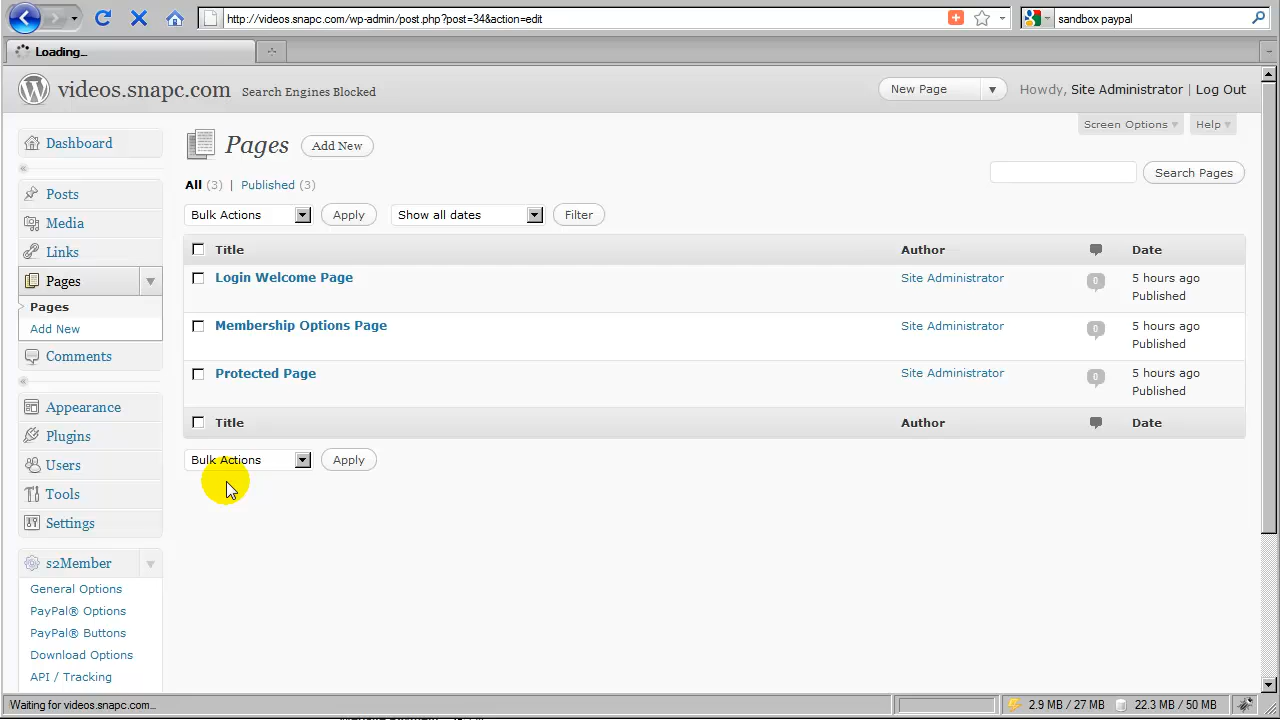 http://videos.snapc.com/wp-admin/post.php?post=34&action=edit
sandbox paypal
Loading...
videos.snapc.com Search Engines Blocked
New Page
Howdy, Site Administrator | Log Out
Screen Options
Help
Dashboard
Posts
Media
Links
Pages
Pages
Add New
Comments
Appearance
Plugins
Users
Tools
Settings
s2Member
General Options
PayPal® Options
PayPal® Buttons
Download Options
API / Tracking
Pages Add New
Search Pages
All (3) | Published (3)
Bulk Actions Apply Show all dates Filter
Title Author Date
Login Welcome Page Site Administrator 0 5 hours ago
Published
Membership Options Page Site Administrator 0 5 hours ago
Published
Protected Page Site Administrator 0 5 hours ago
Published
Title Author Date
Bulk Actions Apply
Waiting for videos.snapc.com...
2.9 MB / 27 MB 22.3 MB / 50 MB